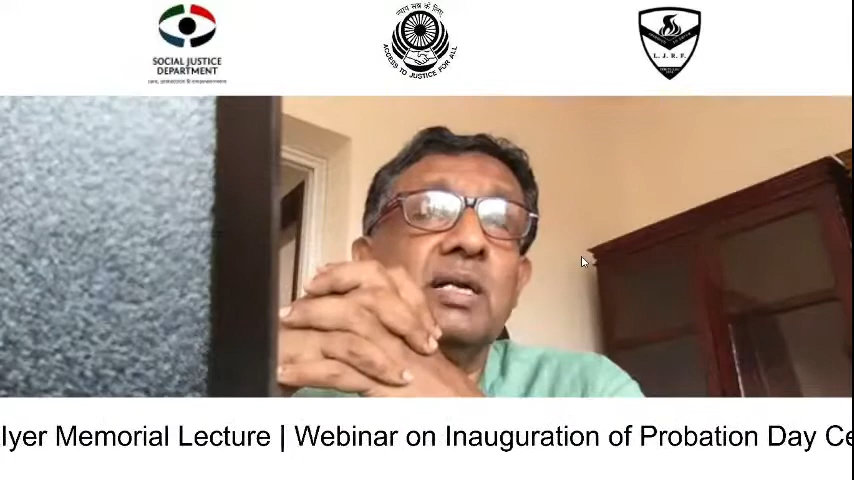 SOCIAL JUSTICE
DEPARTMENT
care, protection & empowerment
न्याय सब के लिए
ACCESS TO JUSTICE FOR ALL
L. J. R. F.
Iyer Memorial Lecture | Webinar on Inauguration of Probation Day Ce